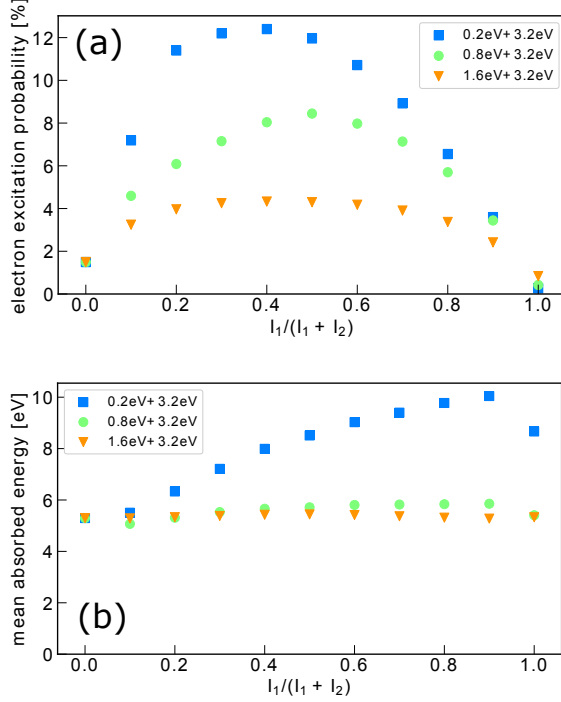 electron excitation probability [%]
12
10
8
6
4
2
0
(a)
0.2eV+3.2eV
0.8eV+3.2eV
1.6eV+3.2eV
0.0 0.2 0.4 0.6 0.8 1.0
I₁/(I₁ + I₂)
mean absorbed energy [eV]
10
8
6
4
2
0
0.2eV+3.2eV
0.8eV+3.2eV
1.6eV+3.2eV
(b)
0.0 0.2 0.4 0.6 0.8 1.0
I₁/(I₁ + I₂)